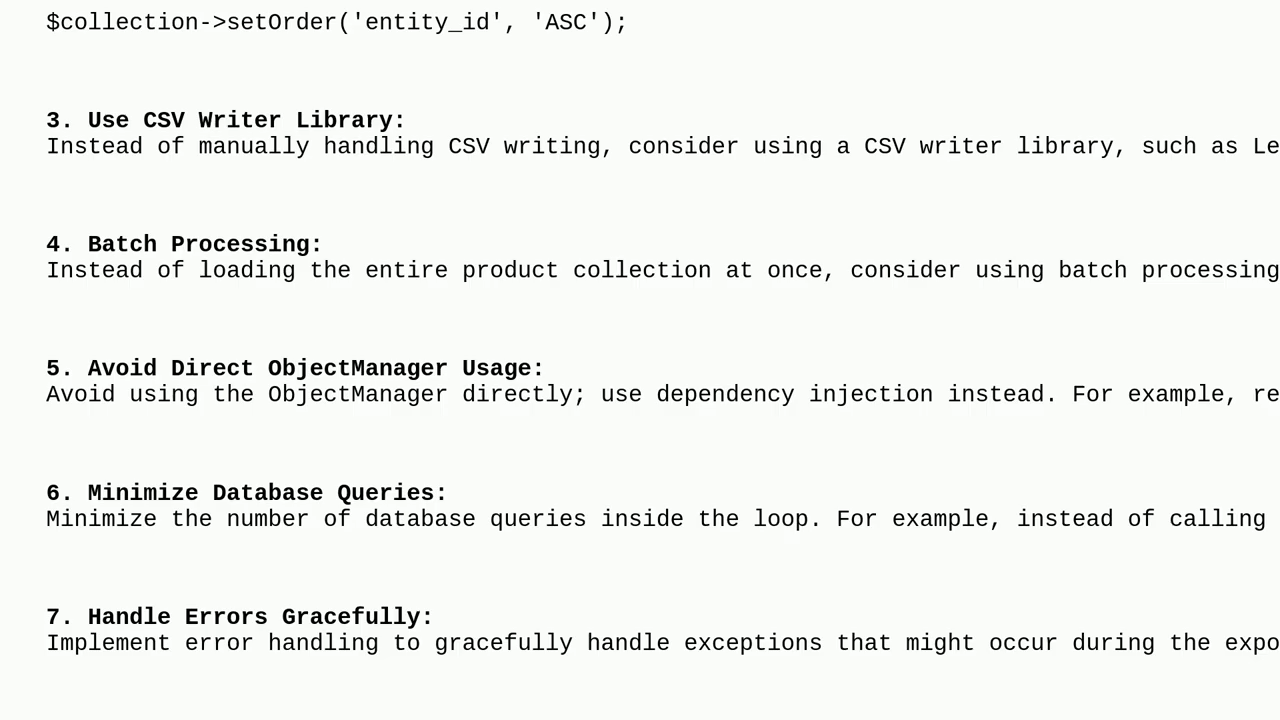 $collection->setOrder('entity_id', 'ASC');
3. Use CSV Writer Library:
Instead of manually handling CSV writing, consider using a CSV writer library, such as Le
4. Batch Processing:
Instead of loading the entire product collection at once, consider using batch processing
5. Avoid Direct ObjectManager Usage:
Avoid using the ObjectManager directly; use dependency injection instead. For example, re
6. Minimize Database Queries:
Minimize the number of database queries inside the loop. For example, instead of calling
7. Handle Errors Gracefully:
Implement error handling to gracefully handle exceptions that might occur during the expo